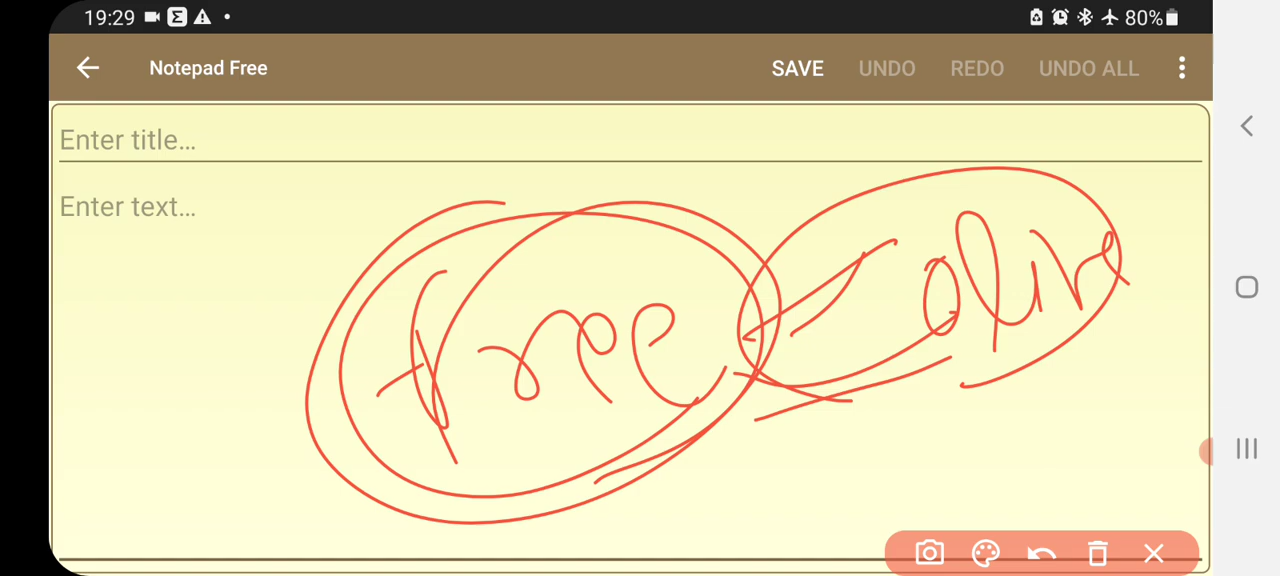 19:29 80%
Notepad Free SAVE UNDO REDO UNDO ALL
Enter title...
Enter text...
free